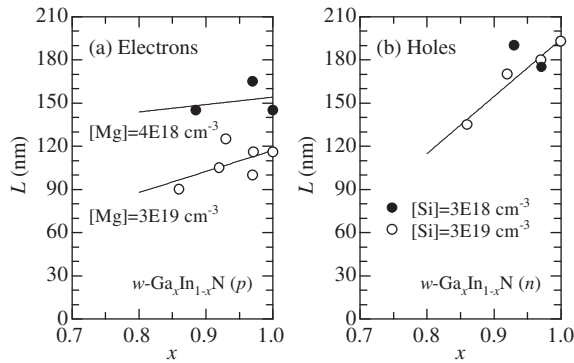 210
180
150
120
90
60
30
0
L (nm)
(a) Electrons
[Mg]=4E18 cm⁻³
[Mg]=3E19 cm⁻³
w-GaₓIn₁₋ₓN (p)
0.7
0.8
0.9
1.0
x
210
180
150
120
90
60
30
0
L (nm)
(b) Holes
[Si]=3E18 cm⁻³
[Si]=3E19 cm⁻³
w-GaₓIn₁₋ₓN (n)
0.7
0.8
0.9
1.0
x